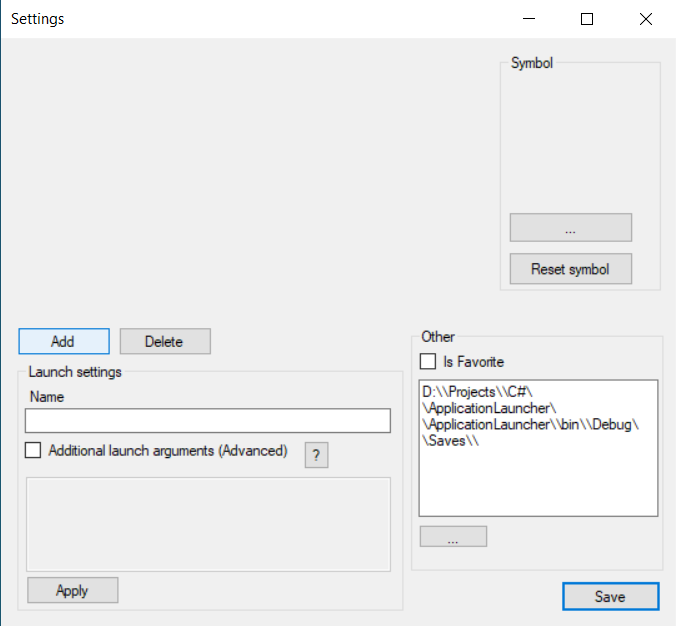 Settings
Symbol
...
Reset symbol
Add
Delete
Launch settings
Name
Additional launch arguments (Advanced)
?
Apply
Other
Is Favorite
D:\\Projects\\C#\
\ApplicationLauncher\
\ApplicationLauncher\\bin\\Debug\
\Saves\\
...
Save